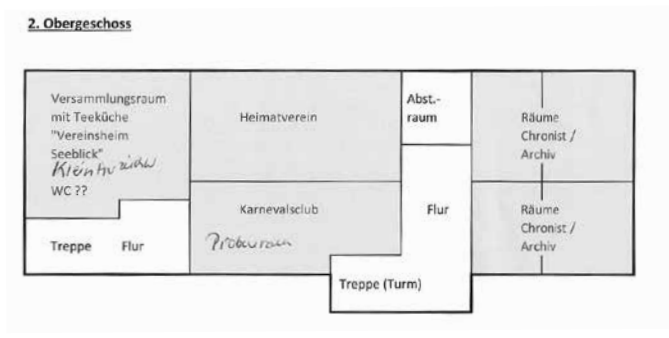 2. Obergeschoss
Versammlungsraum
mit Teeküche
"Vereinsheim
Seeblick"
WC ??
Treppe Flur
Heimatverein
Karnevalsclub
Proberaum
Abst.-
raum
Flur
Treppe (Turm)
Räume
Chronist /
Archiv
Räume
Chronist /
Archiv